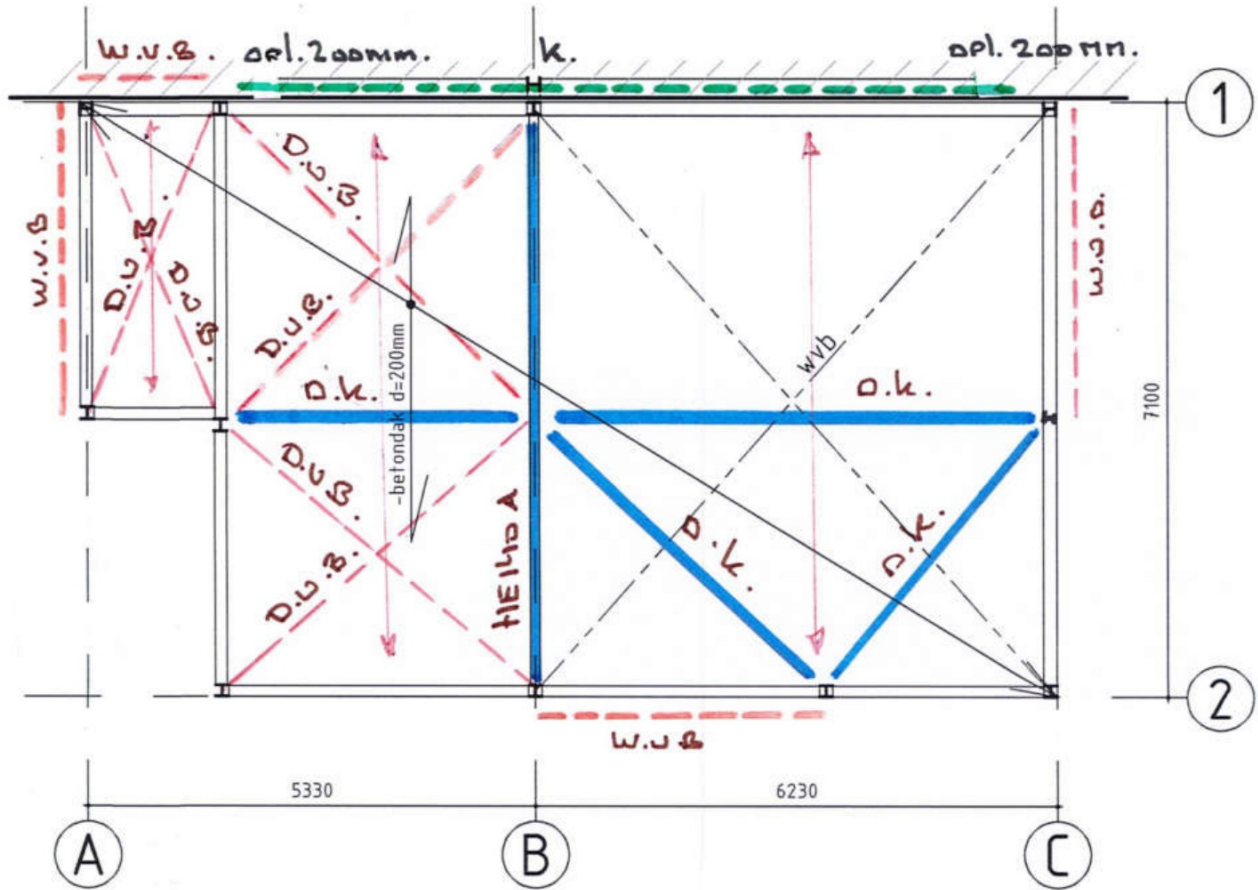 W.V.B.
opl. 200mm.
K.
opl. 200 MM.
1
W.V.B
D.V.B.
D.V.B.
D.V.B.
D.V.B.
W.V.B.
-betondak d=200mm
wvb
D.K.
D.K.
7100
D.V.B.
D.V.B.
HE140A
D.K.
D.K.
2
W.V.B
5330
6230
A
B
C